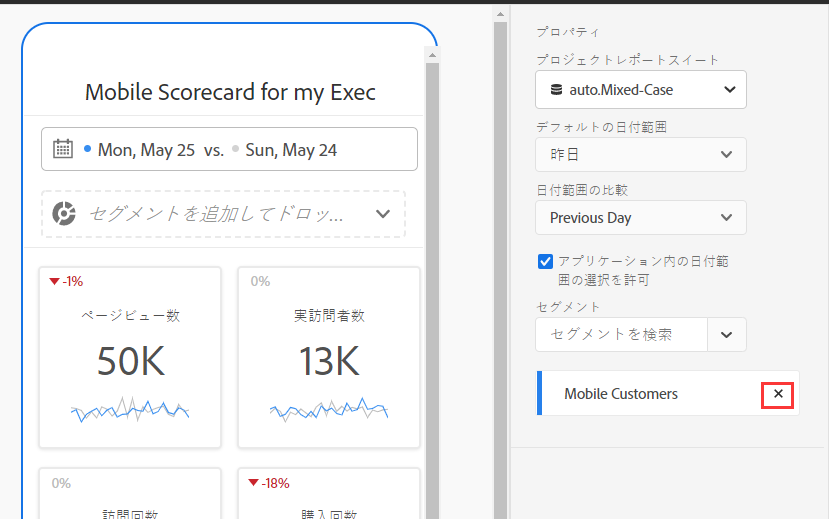 Mobile Scorecard for my Exec
Mon, May 25 vs. Sun, May 24
セグメントを追加してドロッ...
-1%
ページビュー数
50K
0%
実訪問者数
13K
0%
訪問回数
-18%
購入回数
プロパティ
プロジェクトレポートスイート
auto.Mixed-Case
デフォルトの日付範囲
昨日
日付範囲の比較
Previous Day
アプリケーション内の日付範
囲の選択を許可
セグメント
セグメントを検索
Mobile Customers